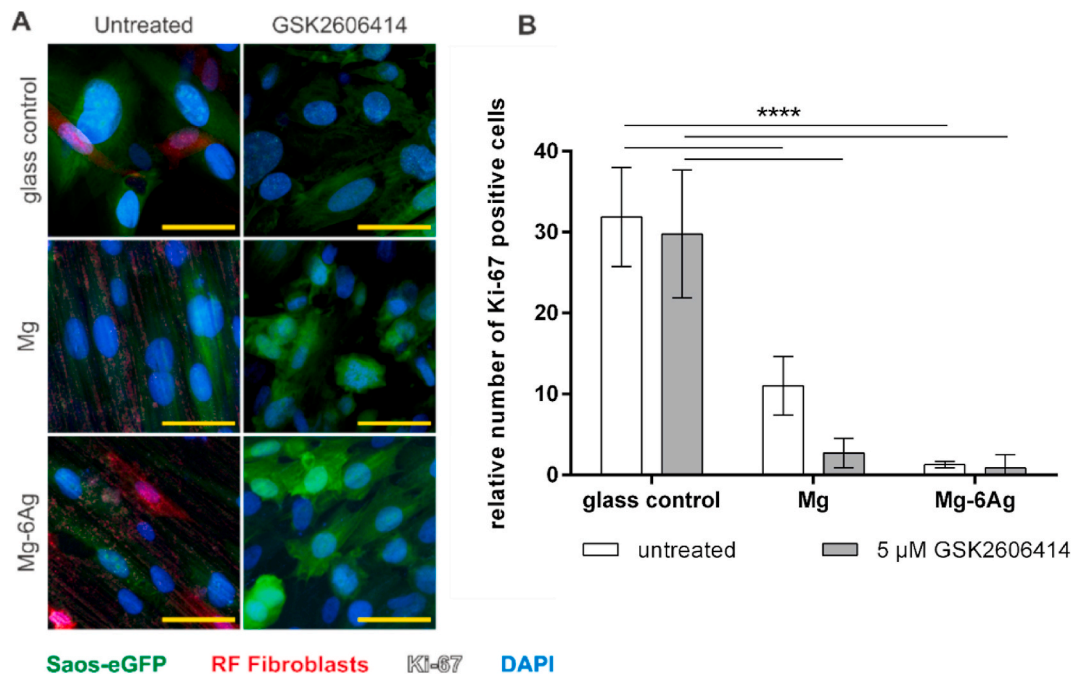 A
Untreated
GSK2606414
glass control
Mg
Mg-6Ag
Saos-eGFP
RF Fibroblasts
Ki-67
DAPI
B
****
relative number of Ki-67 positive cells
40
30
20
10
0
glass control
Mg
Mg-6Ag
untreated
5 µM GSK2606414